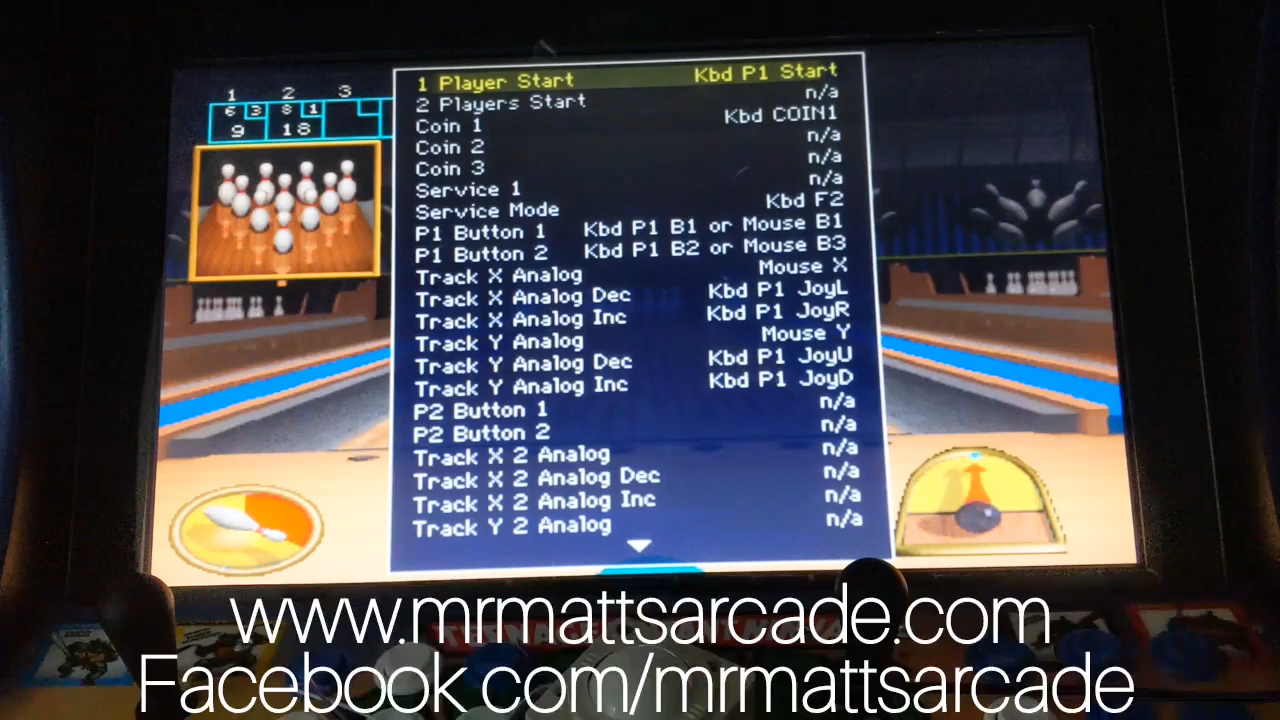 1 2 3
6 3 8 1
9 18
1 Player Start Kbd P1 Start
2 Players Start n/a
Coin 1 Kbd COIN1
Coin 2 n/a
Coin 3 n/a
Service 1 n/a
Service Mode Kbd F2
P1 Button 1 Kbd P1 B1 or Mouse B1
P1 Button 2 Kbd P1 B2 or Mouse B3
Track X Analog Mouse X
Track X Analog Dec Kbd P1 JoyL
Track X Analog Inc Kbd P1 JoyR
Track Y Analog Mouse Y
Track Y Analog Dec Kbd P1 JoyU
Track Y Analog Inc Kbd P1 JoyD
P2 Button 1 n/a
P2 Button 2 n/a
Track X 2 Analog n/a
Track X 2 Analog Dec n/a
Track X 2 Analog Inc n/a
Track Y 2 Analog n/a
www.mrmattsarcade.com
Facebook com/mrmattsarcade